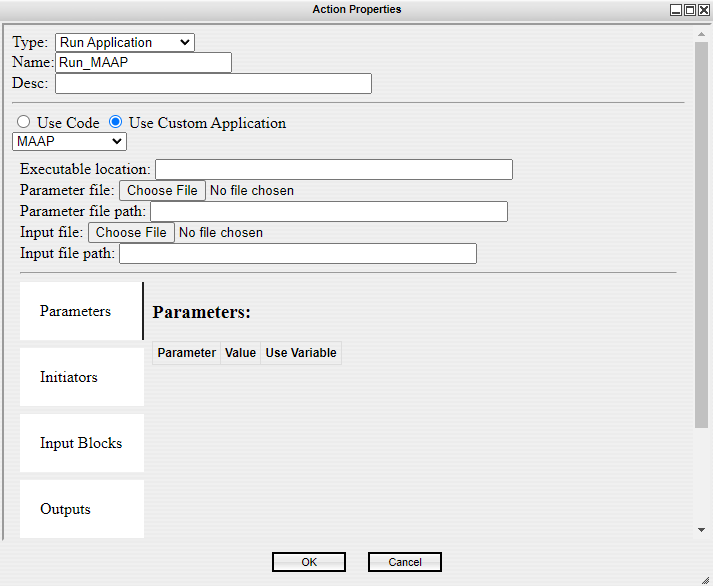 Action Properties
Type: Run Application
Name: Run_MAAP
Desc:
Use Code Use Custom Application
MAAP
Executable location:
Parameter file: Choose File No file chosen
Parameter file path:
Input file: Choose File No file chosen
Input file path:
Parameters
Parameters:
Parameter Value Use Variable
Initiators
Input Blocks
Outputs
OK Cancel